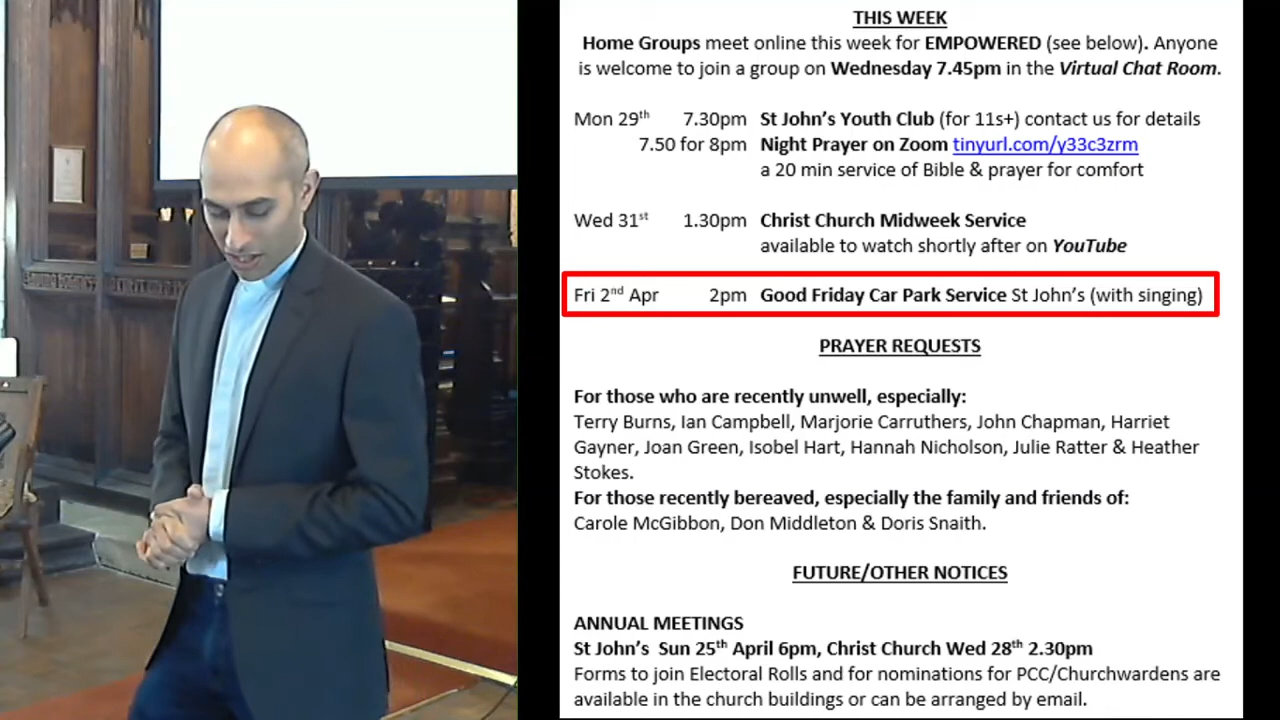 THIS WEEK
Home Groups meet online this week for EMPOWERED (see below). Anyone
is welcome to join a group on Wednesday 7.45pm in the Virtual Chat Room.
Mon 29th 7.30pm St John's Youth Club (for 11s+) contact us for details
7.50 for 8pm Night Prayer on Zoom tinyurl.com/y33c3zrm
a 20 min service of Bible & prayer for comfort
Wed 31st 1.30pm Christ Church Midweek Service
available to watch shortly after on YouTube
Fri 2nd Apr 2pm Good Friday Car Park Service St John's (with singing)
PRAYER REQUESTS
For those who are recently unwell, especially:
Terry Burns, Ian Campbell, Marjorie Carruthers, John Chapman, Harriet
Gayner, Joan Green, Isobel Hart, Hannah Nicholson, Julie Ratter & Heather
Stokes.
For those recently bereaved, especially the family and friends of:
Carole McGibbon, Don Middleton & Doris Snaith.
FUTURE/OTHER NOTICES
ANNUAL MEETINGS
St John's Sun 25th April 6pm, Christ Church Wed 28th 2.30pm
Forms to join Electoral Rolls and for nominations for PCC/Churchwardens are
available in the church buildings or can be arranged by email.